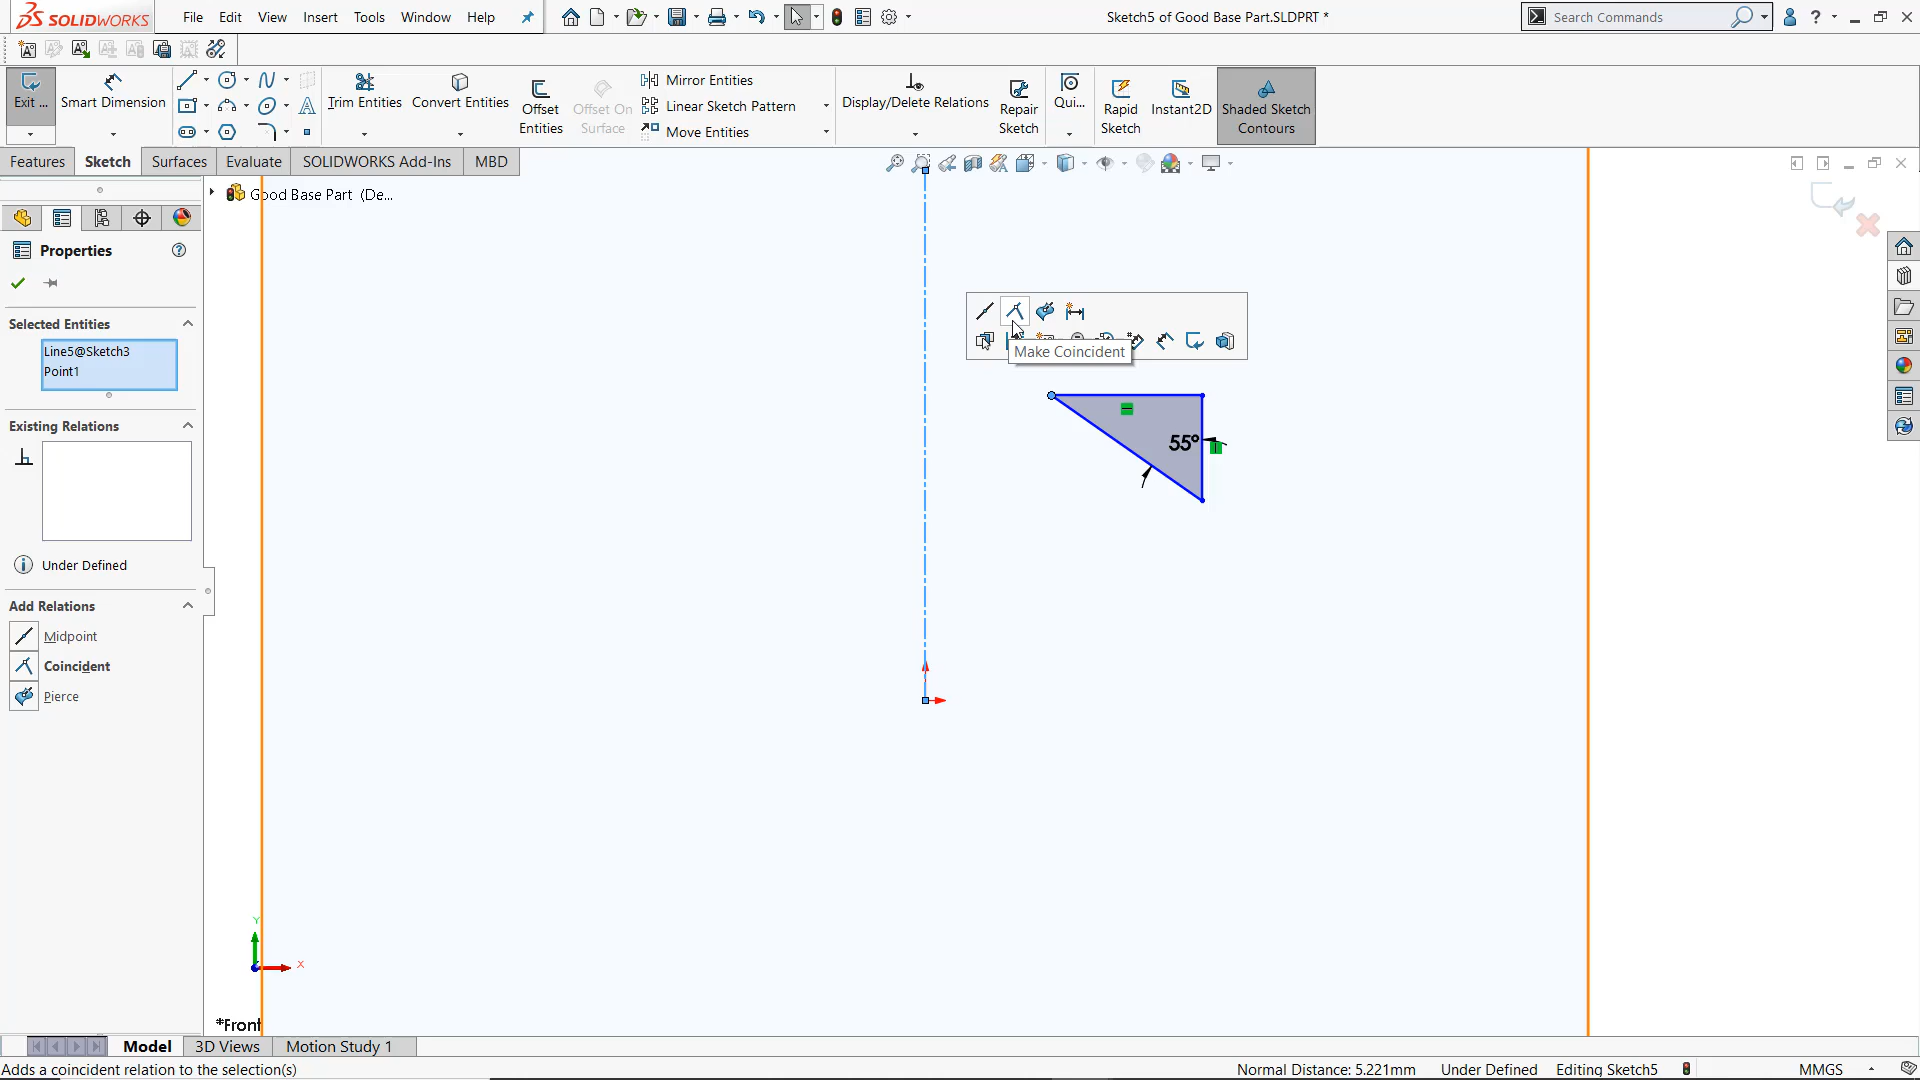 SOLIDWORKS
File Edit View Insert Tools Window Help
Sketch5 of Good Base Part.SLDPRT *
Search Commands
Exit ...
Smart Dimension
Trim Entities
Convert Entities
Offset Entities
Offset On Surface
Mirror Entities
Linear Sketch Pattern
Move Entities
Display/Delete Relations
Repair Sketch
Qui...
Rapid Sketch
Instant2D
Shaded Sketch Contours
Features Sketch Surfaces Evaluate SOLIDWORKS Add-Ins MBD
Good Base Part (De...
Properties
Selected Entities
Line5@Sketch3
Point1
Existing Relations
Under Defined
Add Relations
Midpoint
Coincident
Pierce
Make Coincident
55°
Y
X
*Front
Model 3D Views Motion Study 1
Adds a coincident relation to the selection(s)
Normal Distance: 5.221mm Under Defined Editing Sketch5 MMGS